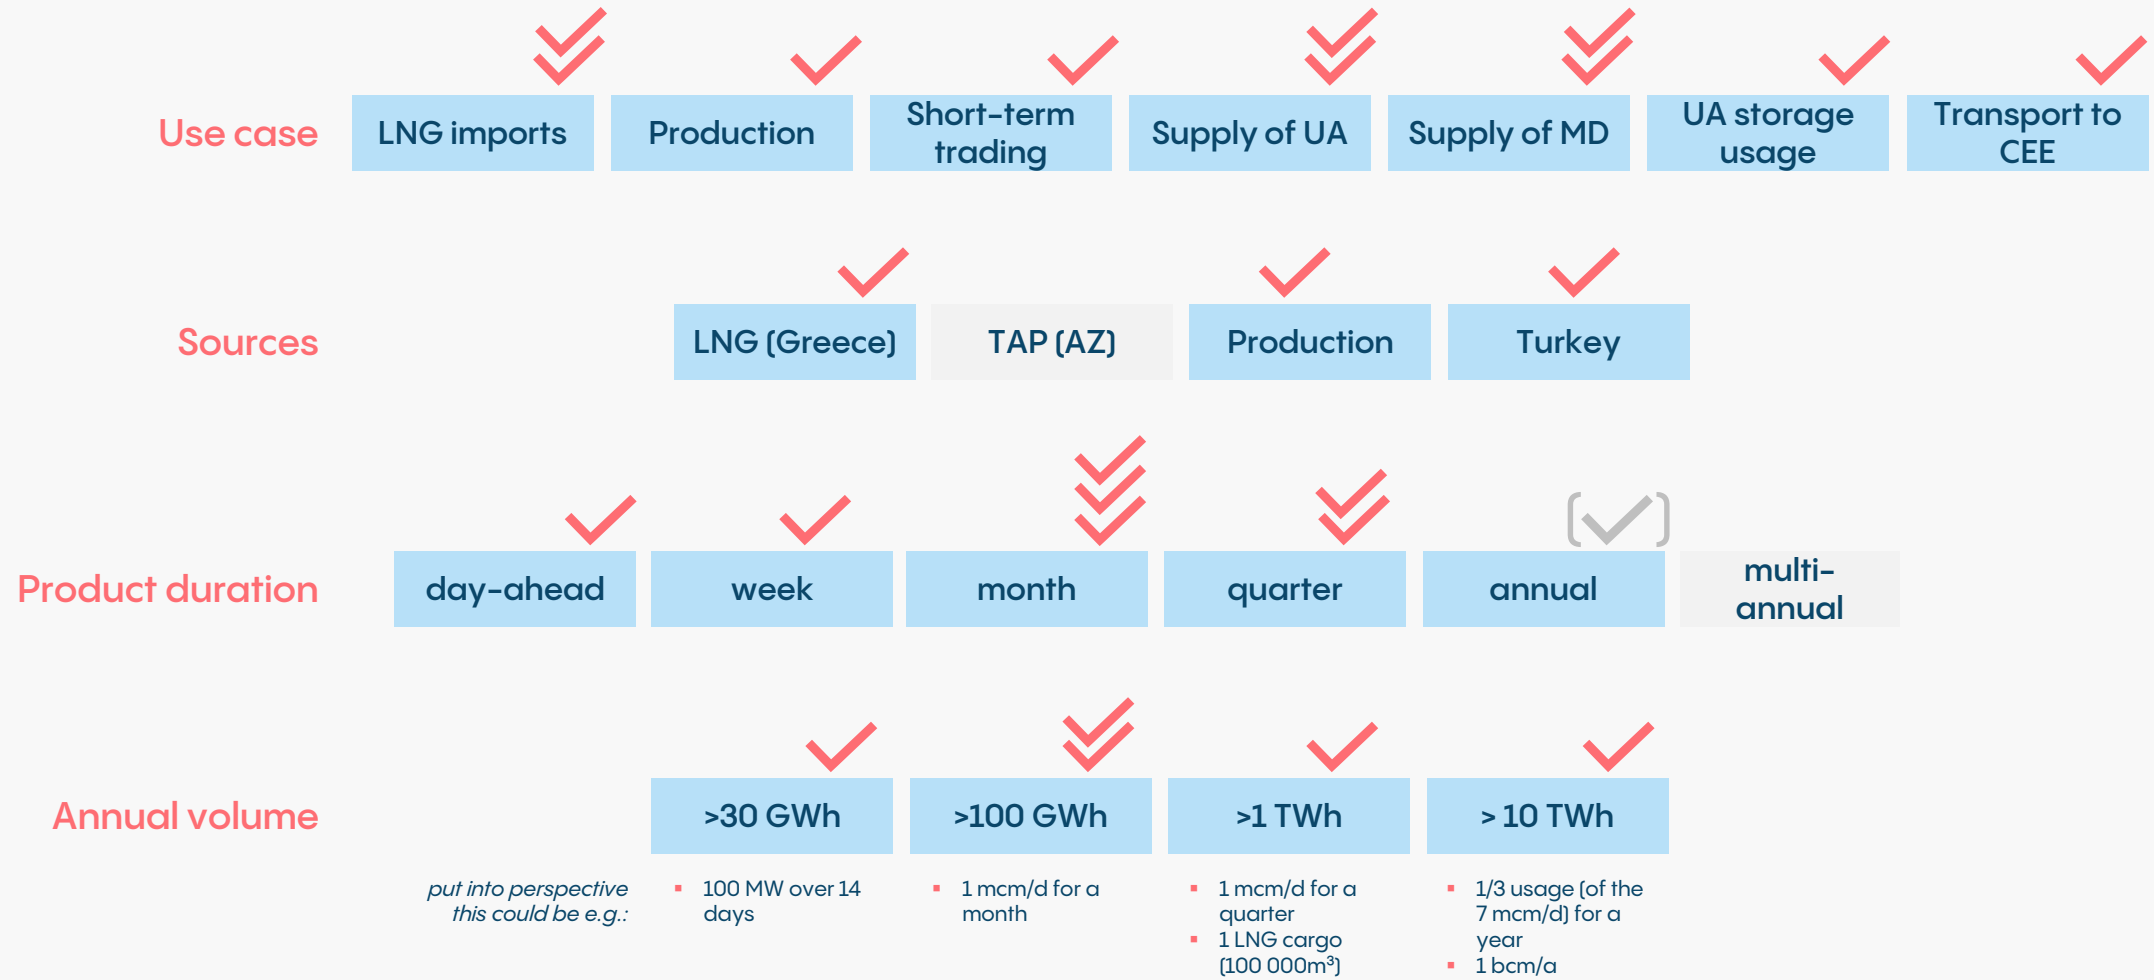 Use case
LNG imports
Production
Short-term
trading
Supply of UA
Supply of MD
UA storage
usage
Transport to
CEE
Sources
LNG (Greece)
TAP (AZ)
Production
Turkey
Product duration
day-ahead
week
month
quarter
annual
multi-
annual
Annual volume
>30 GWh
>100 GWh
>1 TWh
> 10 TWh
put into perspective
this could be e.g.:
▪ 100 MW over 14
days
▪ 1 mcm/d for a
month
▪ 1 mcm/d for a
quarter
▪ 1 LNG cargo
(100 000m³)
▪ 1/3 usage (of the
7 mcm/d) for a
year
▪ 1 bcm/a